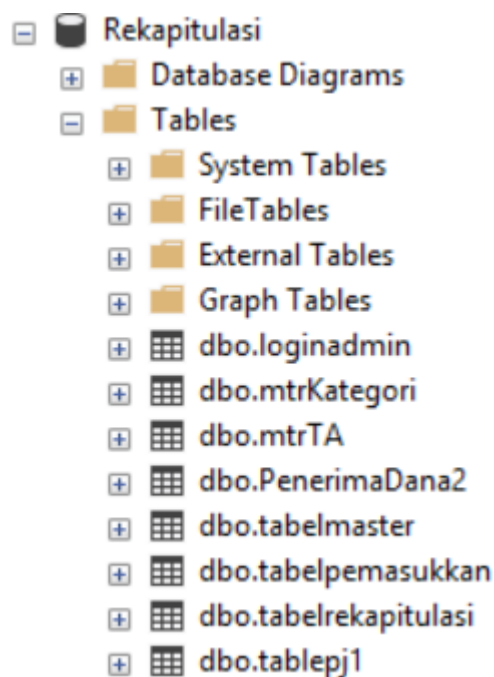 Rekapitulasi
Database Diagrams
Tables
System Tables
FileTables
External Tables
Graph Tables
dbo.loginadmin
dbo.mtrKategori
dbo.mtrTA
dbo.PenerimaDana2
dbo.tabelmaster
dbo.tabelpemasukkan
dbo.tabelrekapitulasi
dbo.tablepj1